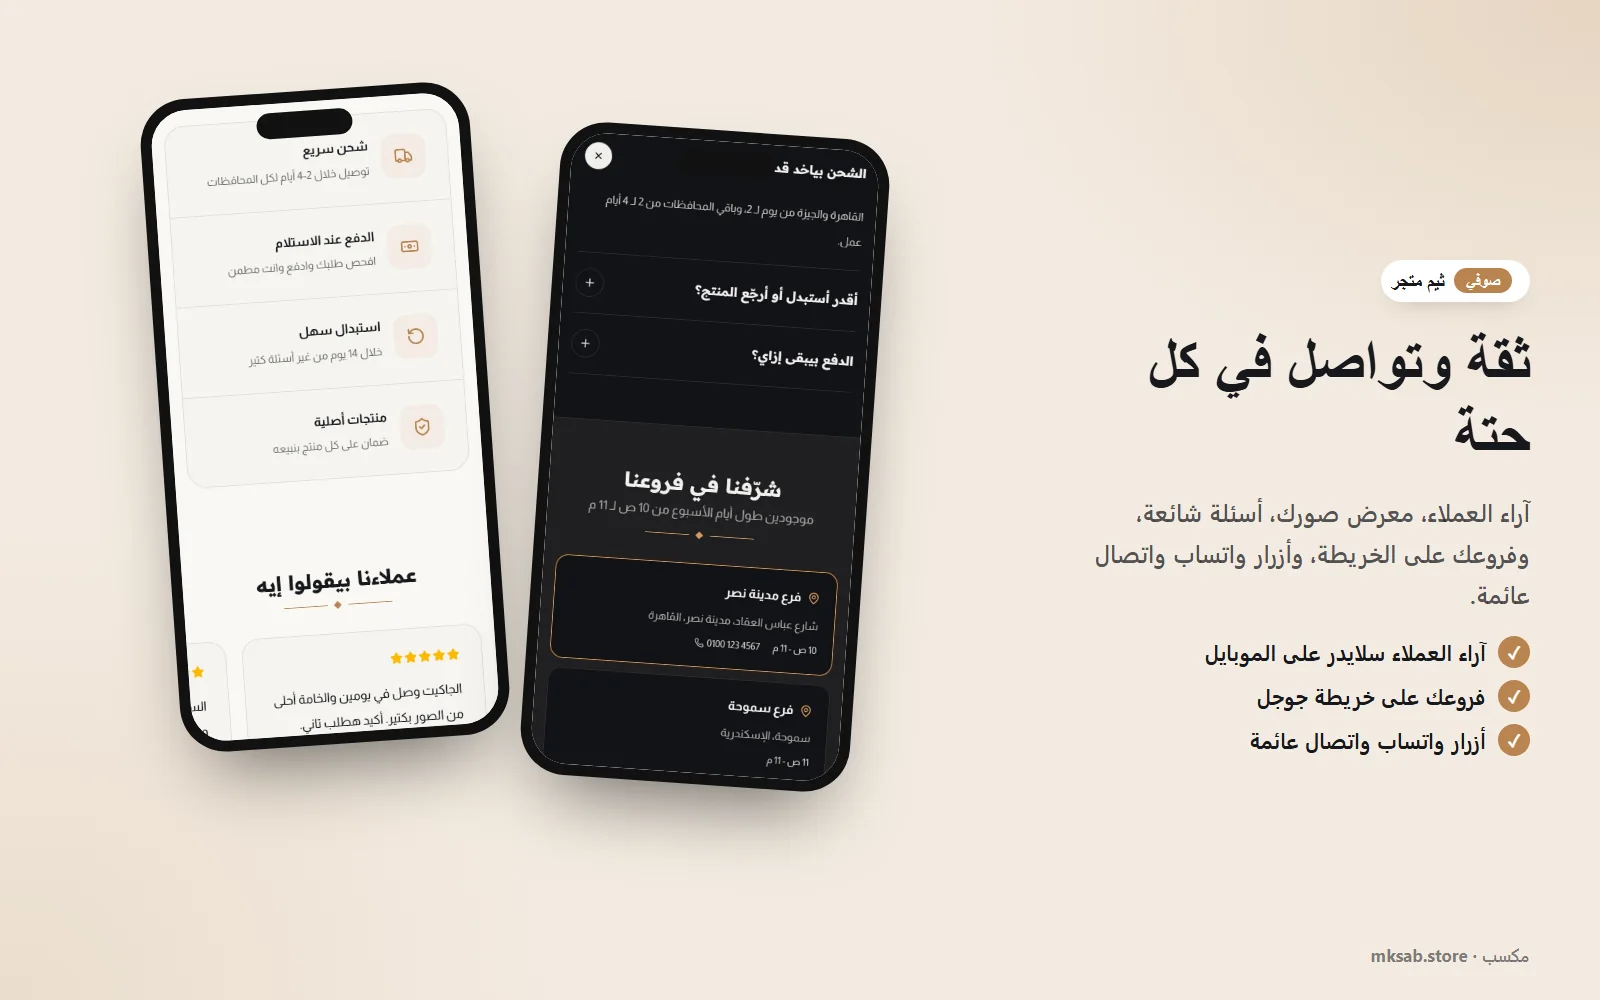 صوفي ثيم متجر
ثقة وتواصل في كل
حتة
آراء العملاء، معرض صورك، أسئلة شائعة،
وفروعك على الخريطة، وأزرار واتساب واتصال
عائمة.
آراء العملاء سلايدر على الموبايل
فروعك على خريطة جوجل
أزرار واتساب واتصال عائمة
مكسب · mksab.store
الشحن بياخد قد
القاهرة والجيزة من يوم لـ 2، وباقي المحافظات من 2 لـ 4 أيام
عمل.
أقدر أستبدل أو أرجّع المنتج؟
الدفع بيبقى إزاي؟
شرّفنا في فروعنا
موجودين طول أيام الأسبوع من 10 ص لـ 11 م
فرع مدينة نصر
شارع عباس العقاد، مدينة نصر، القاهرة
10 ص - 11 م 0100 123 4567
فرع سموحة
سموحة، الإسكندرية
11 ص - 11 م
شحن سريع
توصيل خلال 2-4 أيام لكل المحافظات
الدفع عند الاستلام
افحص طلبك وادفع وانت مطمن
استبدال سهل
خلال 14 يوم من غير أسئلة كتير
منتجات أصلية
ضمان على كل منتج بنبيعه
عملاءنا بيقولوا إيه
الجاكيت وصل في يومين والخامة أحلى
من الصور بكتير. أكيد هطلب تاني.